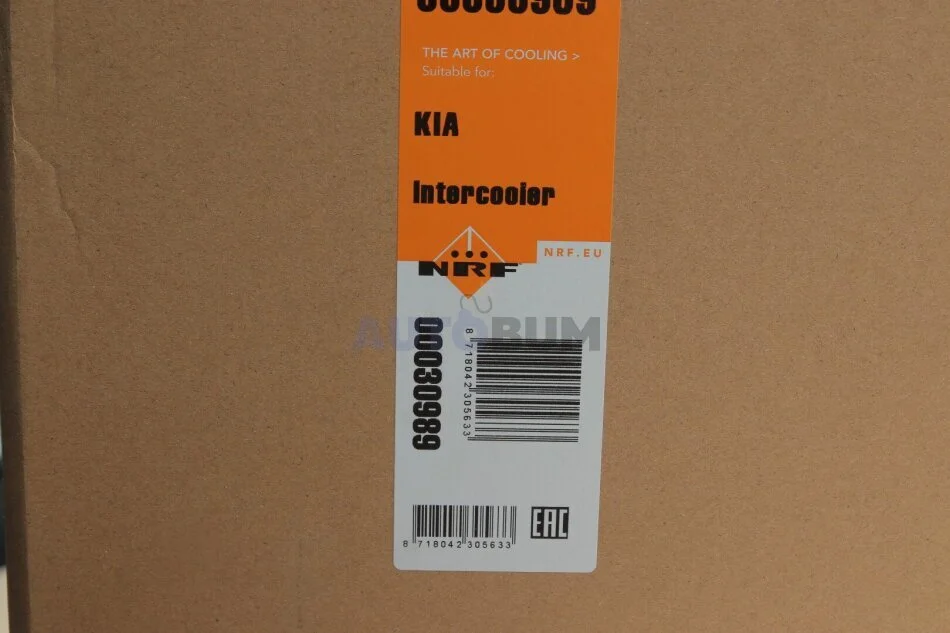 THE ART OF COOLING >
Suitable for:
KIA
Intercooler
NRF.EU
NRF
AUTOBUM
00030989
8 718042 305633
8 718042 305633
EAC